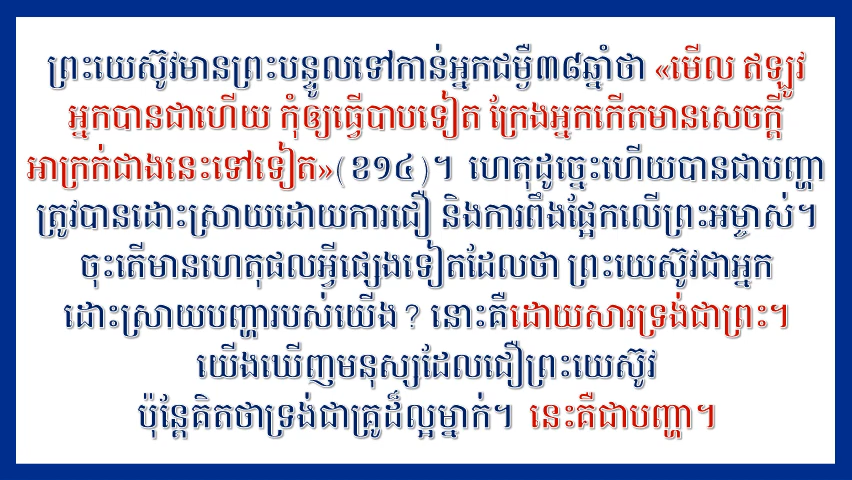 ព្រះយេស៊ូវមានព្រះបន្ទូលទៅកាន់អ្នកជម្ងឺ៣៨ឆ្នាំថា «មើល ឥឡូវ
អ្នកបានជាហើយ កុំឲ្យធ្វើបាបទៀត ក្រែងអ្នកកើតមានសេចក្តី
អាក្រក់ជាងនេះទៅទៀត»(ខ១៤)។ ហេតុដូច្នេះហើយបានជាបញ្ហា
ត្រូវបានដោះស្រាយដោយការជឿ និងការពឹងផ្អែកលើព្រះអម្ចាស់។
ចុះតើមានហេតុផលអ្វីផ្សេងទៀតដែលថា ព្រះយេស៊ូវជាអ្នក
ដោះស្រាយបញ្ហារបស់យើង? នោះគឺដោយសារទ្រង់ជាព្រះ។
យើងឃើញមនុស្សដែលជឿព្រះយេស៊ូវ
ប៉ុន្តែគិតថាទ្រង់ជាគ្រូដ៏ល្អម្នាក់។ នេះគឺជាបញ្ហា។